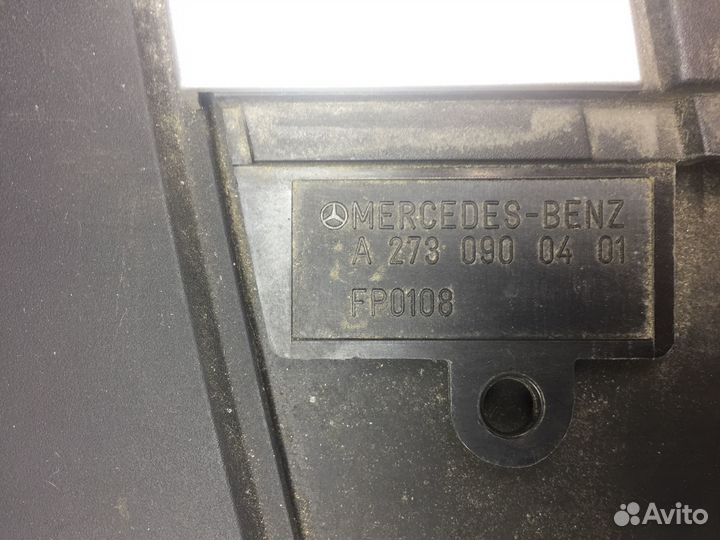 MERCEDES-BENZ
A 273 090 04 01
FP0108
Avito